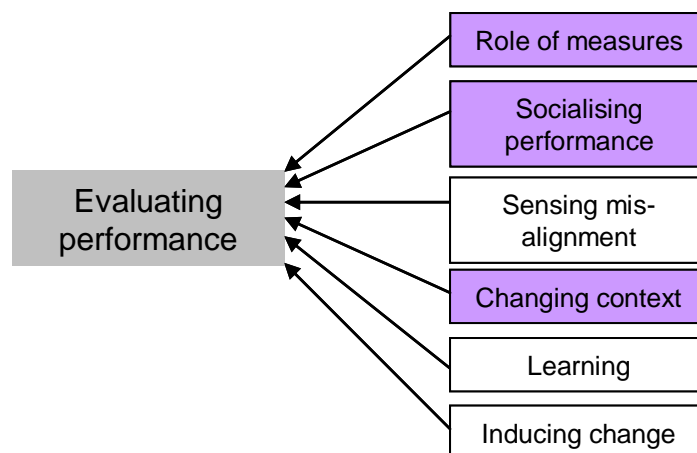 Evaluating
performance
Role of measures
Socialising
performance
Sensing mis-
alignment
Changing context
Learning
Inducing change